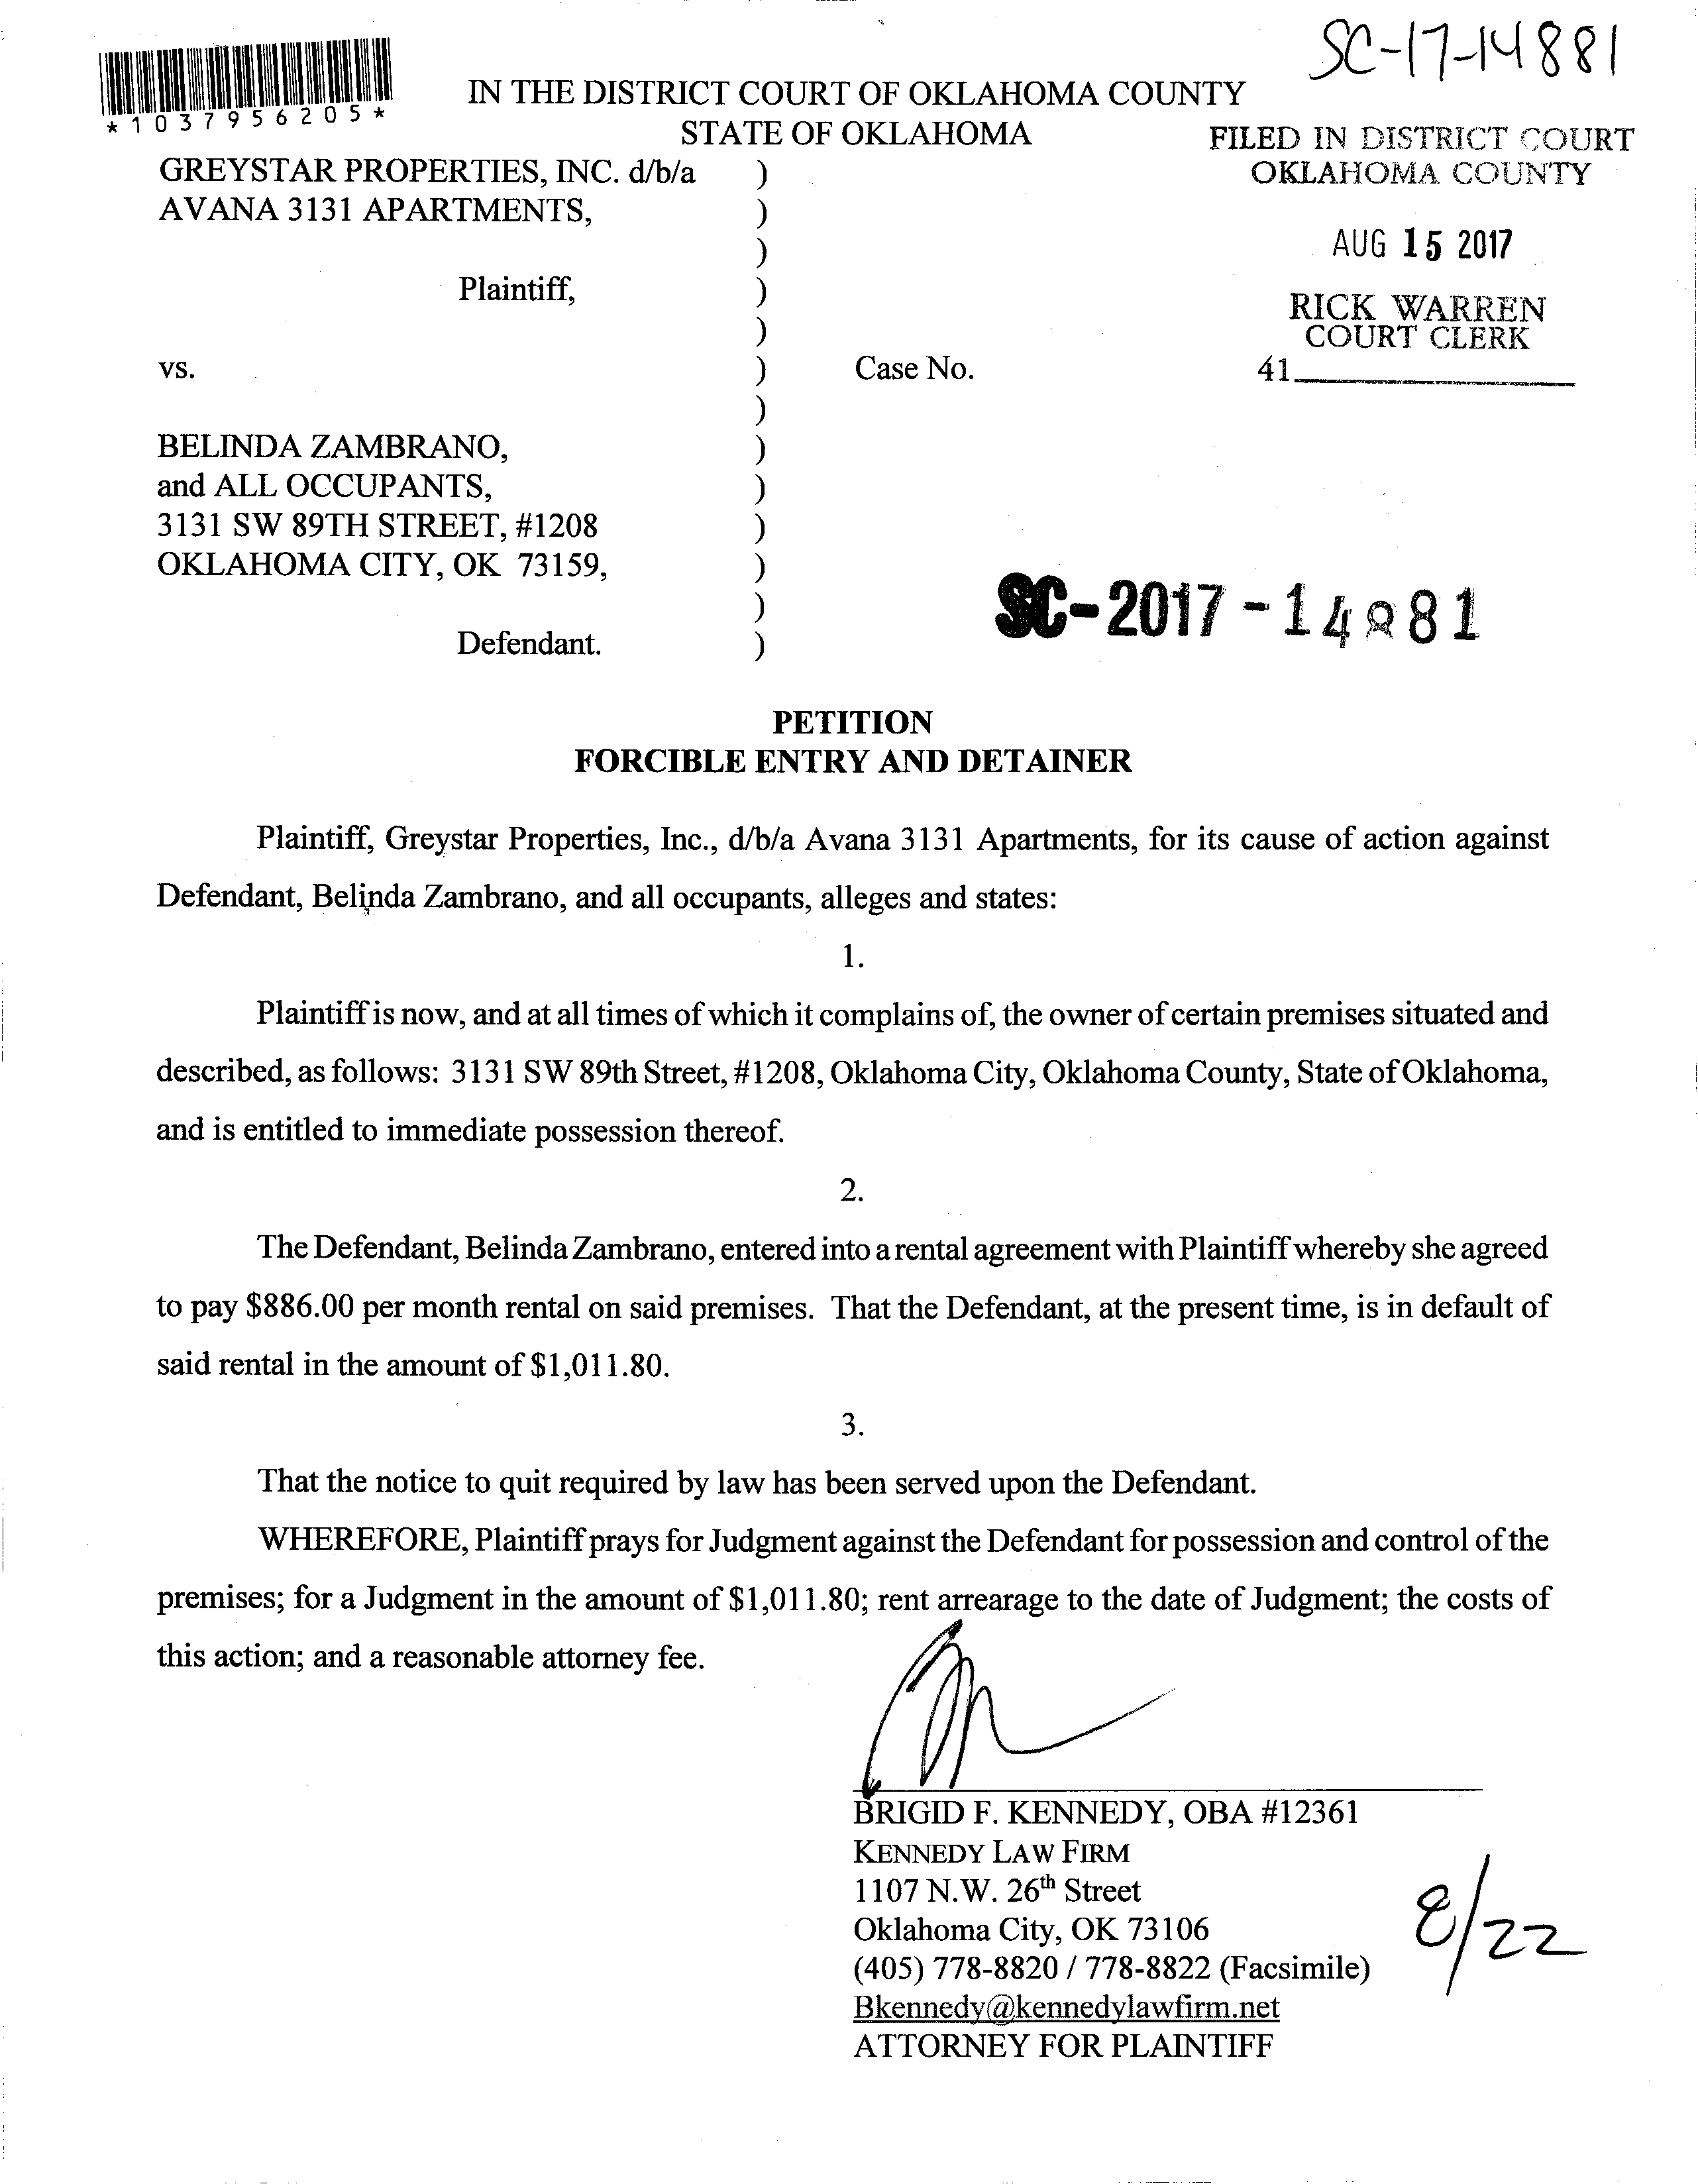 SC-17-14881
*1037956205*
IN THE DISTRICT COURT OF OKLAHOMA COUNTY
STATE OF OKLAHOMA
FILED IN DISTRICT COURT
OKLAHOMA COUNTY
AUG 15 2017
RICK WARREN
COURT CLERK
41
GREYSTAR PROPERTIES, INC. d/b/a )
AVANA 3131 APARTMENTS, )
)
Plaintiff, )
)
vs. ) Case No.
)
BELINDA ZAMBRANO, )
and ALL OCCUPANTS, )
3131 SW 89TH STREET, #1208 )
OKLAHOMA CITY, OK 73159, )
)
Defendant. )
SC-2017-14881
PETITION
FORCIBLE ENTRY AND DETAINER
Plaintiff, Greystar Properties, Inc., d/b/a Avana 3131 Apartments, for its cause of action against
Defendant, Belinda Zambrano, and all occupants, alleges and states:
1.
Plaintiff is now, and at all times of which it complains of, the owner of certain premises situated and
described, as follows: 3131 SW 89th Street, #1208, Oklahoma City, Oklahoma County, State of Oklahoma,
and is entitled to immediate possession thereof.
2.
The Defendant, Belinda Zambrano, entered into a rental agreement with Plaintiff whereby she agreed
to pay $886.00 per month rental on said premises. That the Defendant, at the present time, is in default of
said rental in the amount of $1,011.80.
3.
That the notice to quit required by law has been served upon the Defendant.
WHEREFORE, Plaintiff prays for Judgment against the Defendant for possession and control of the
premises; for a Judgment in the amount of $1,011.80; rent arrearage to the date of Judgment; the costs of
this action; and a reasonable attorney fee.
BRIGID F. KENNEDY, OBA #12361
KENNEDY LAW FIRM
1107 N.W. 26th Street
Oklahoma City, OK 73106
(405) 778-8820 / 778-8822 (Facsimile)
Bkennedy@kennedylawfirm.net
ATTORNEY FOR PLAINTIFF
8/22